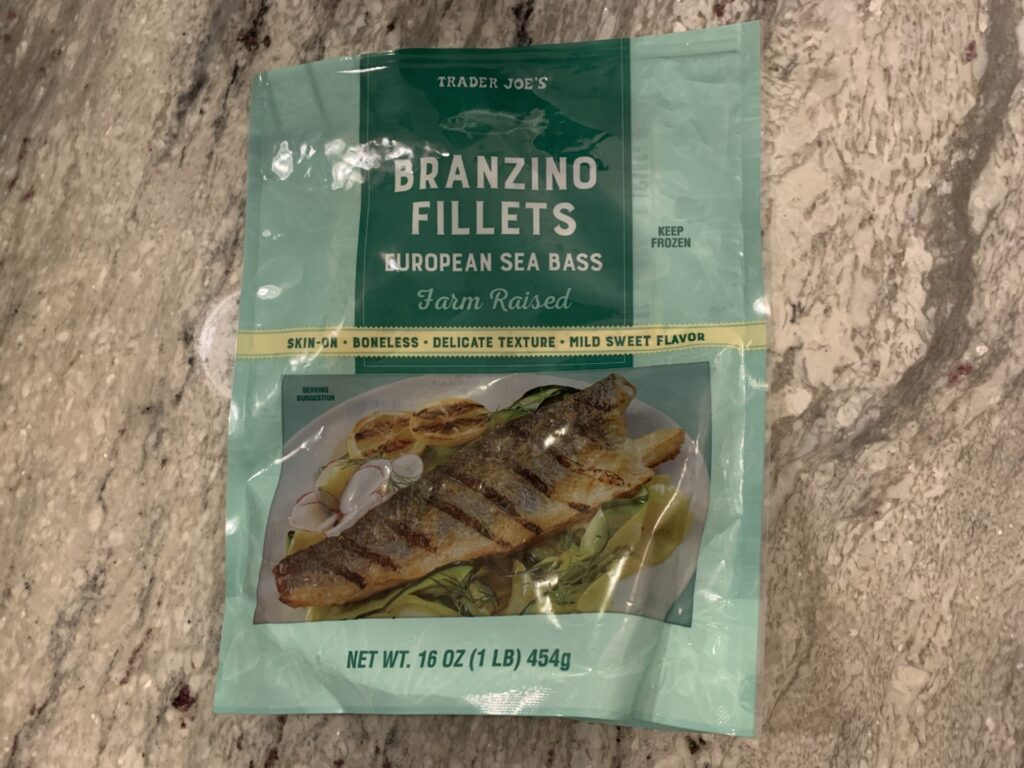 TRADER JOE'S
BRANZINO
FILLETS
EUROPEAN SEA BASS
Farm Raised
KEEP
FROZEN
SKIN-ON • BONELESS • DELICATE TEXTURE • MILD SWEET FLAVOR
SERVING
SUGGESTION
NET WT. 16 OZ (1 LB) 454g